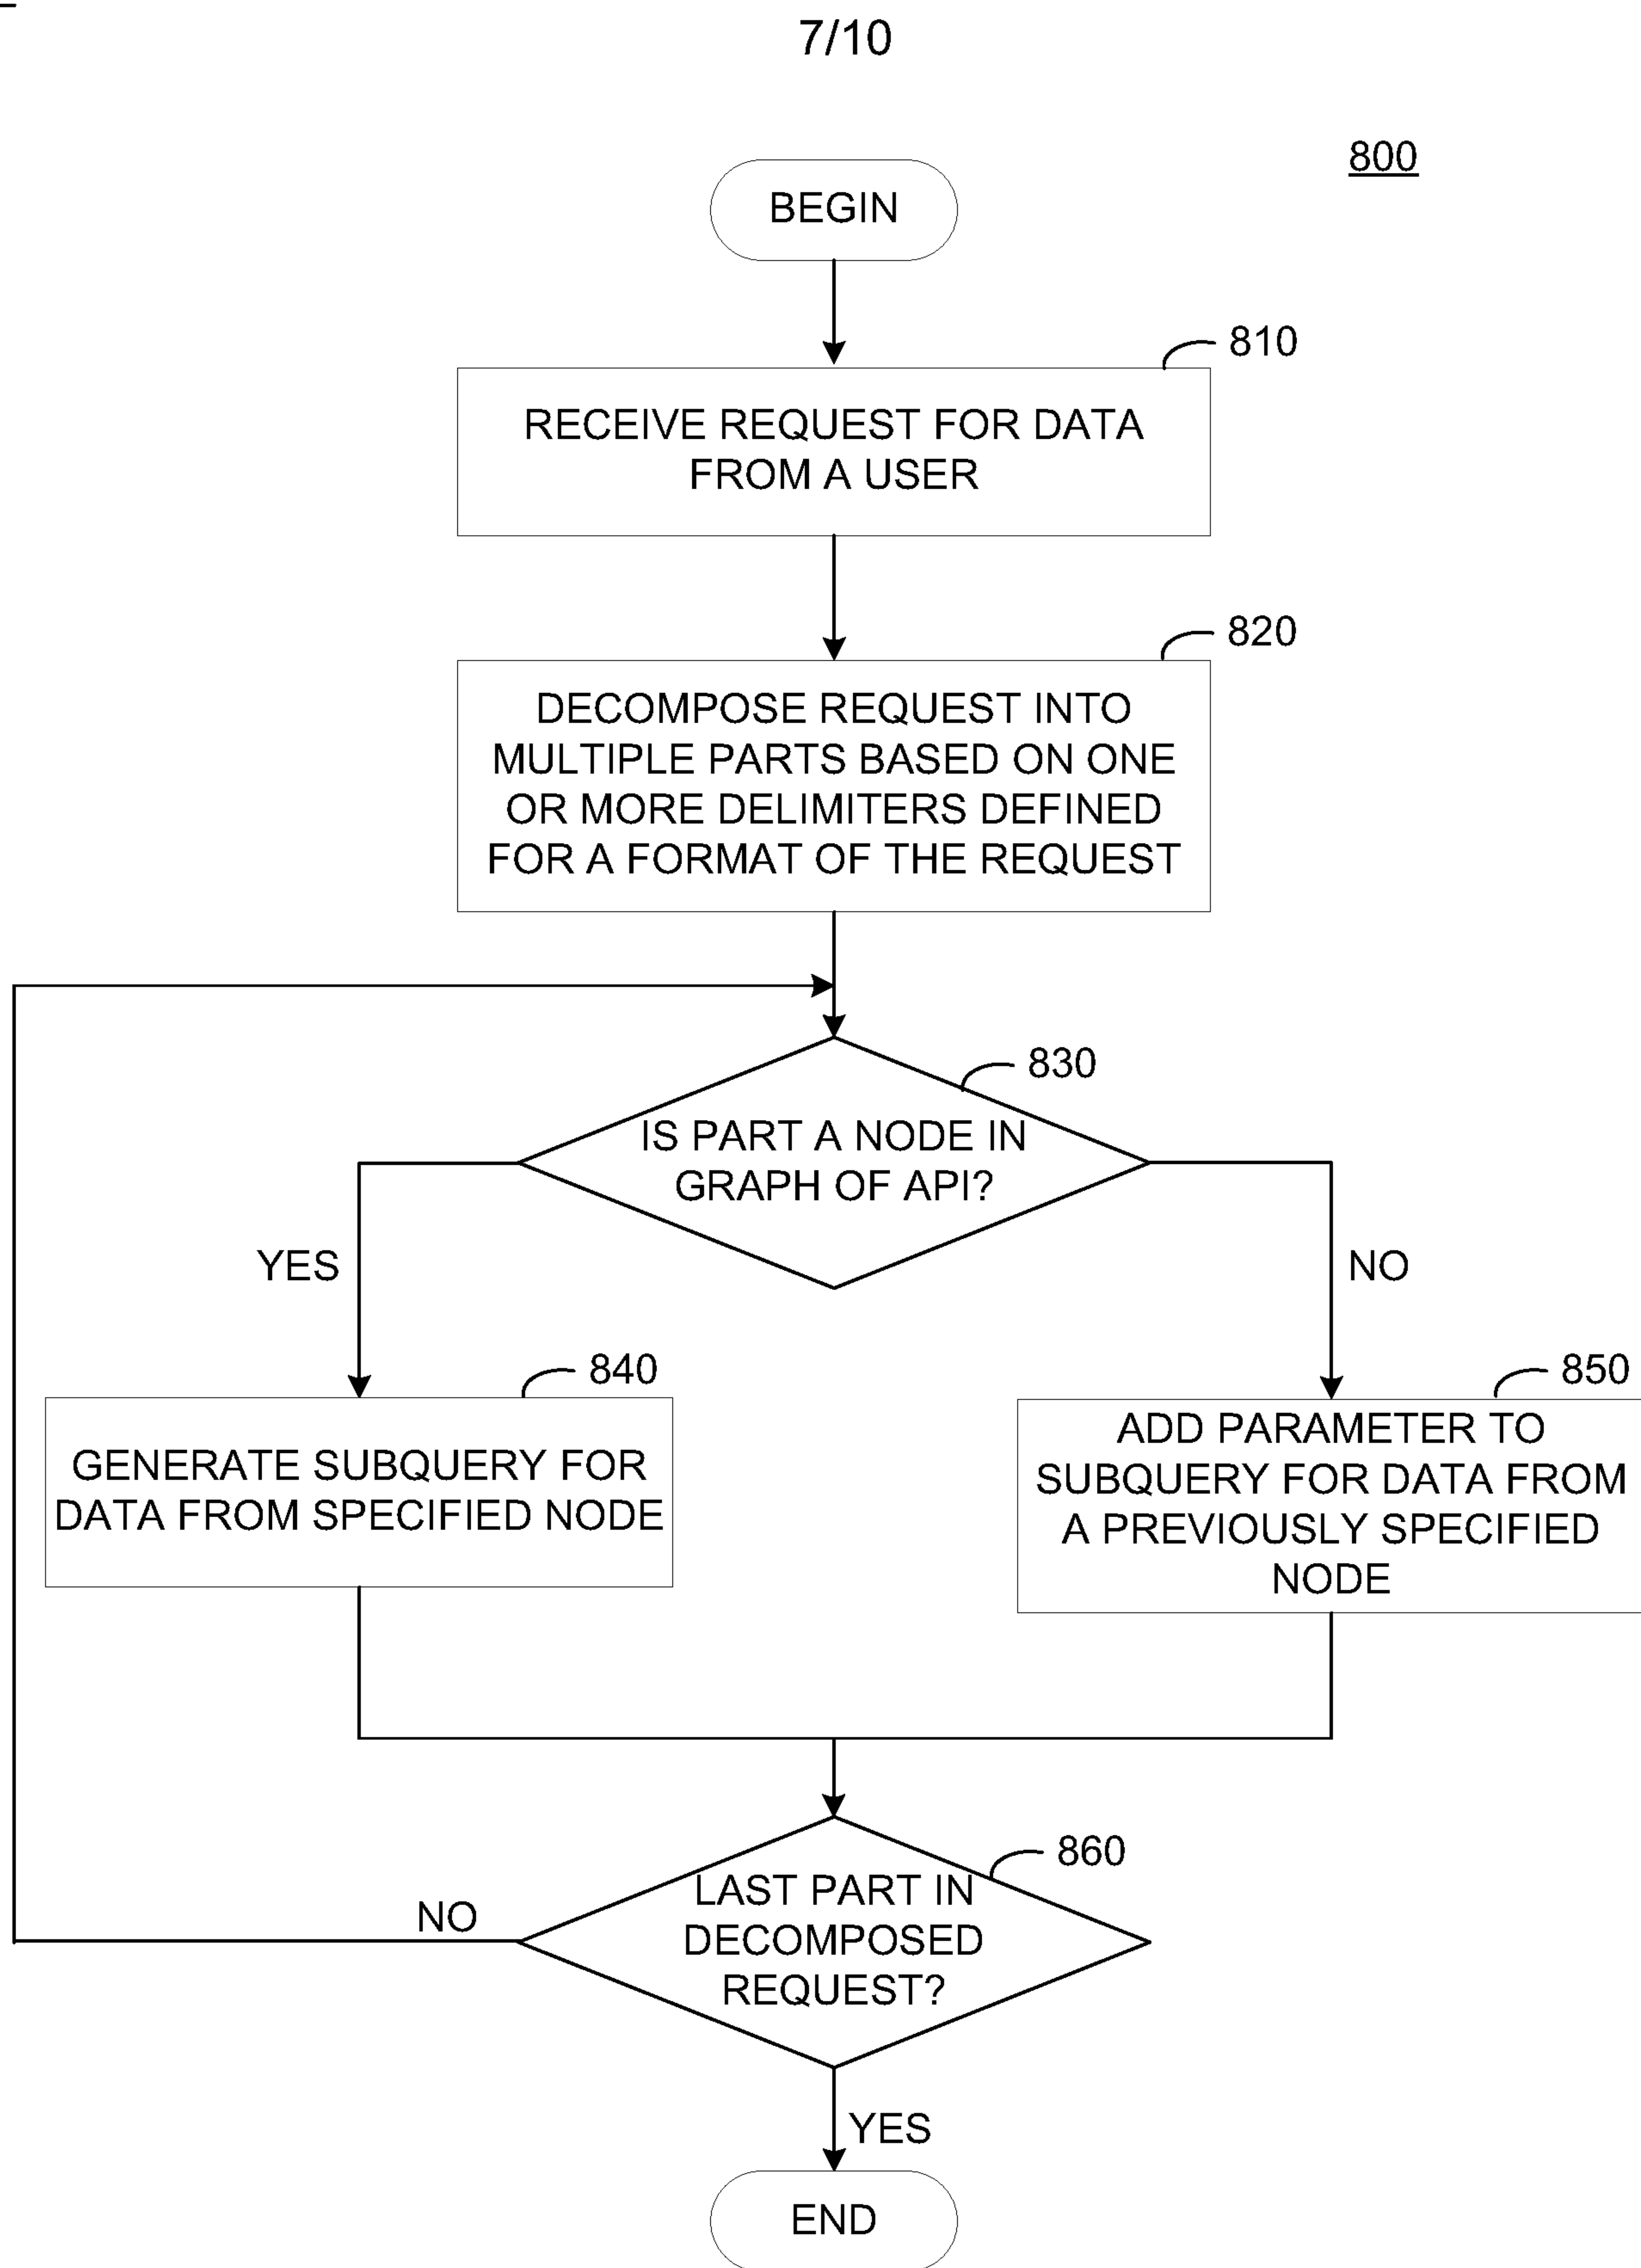 7/10
800
BEGIN
810
RECEIVE REQUEST FOR DATA
FROM A USER
820
DECOMPOSE REQUEST INTO
MULTIPLE PARTS BASED ON ONE
OR MORE DELIMITERS DEFINED
FOR A FORMAT OF THE REQUEST
830
IS PART A NODE IN
GRAPH OF API?
YES
NO
840
GENERATE SUBQUERY FOR
DATA FROM SPECIFIED NODE
850
ADD PARAMETER TO
SUBQUERY FOR DATA FROM
A PREVIOUSLY SPECIFIED
NODE
860
LAST PART IN
DECOMPOSED
REQUEST?
NO
YES
END